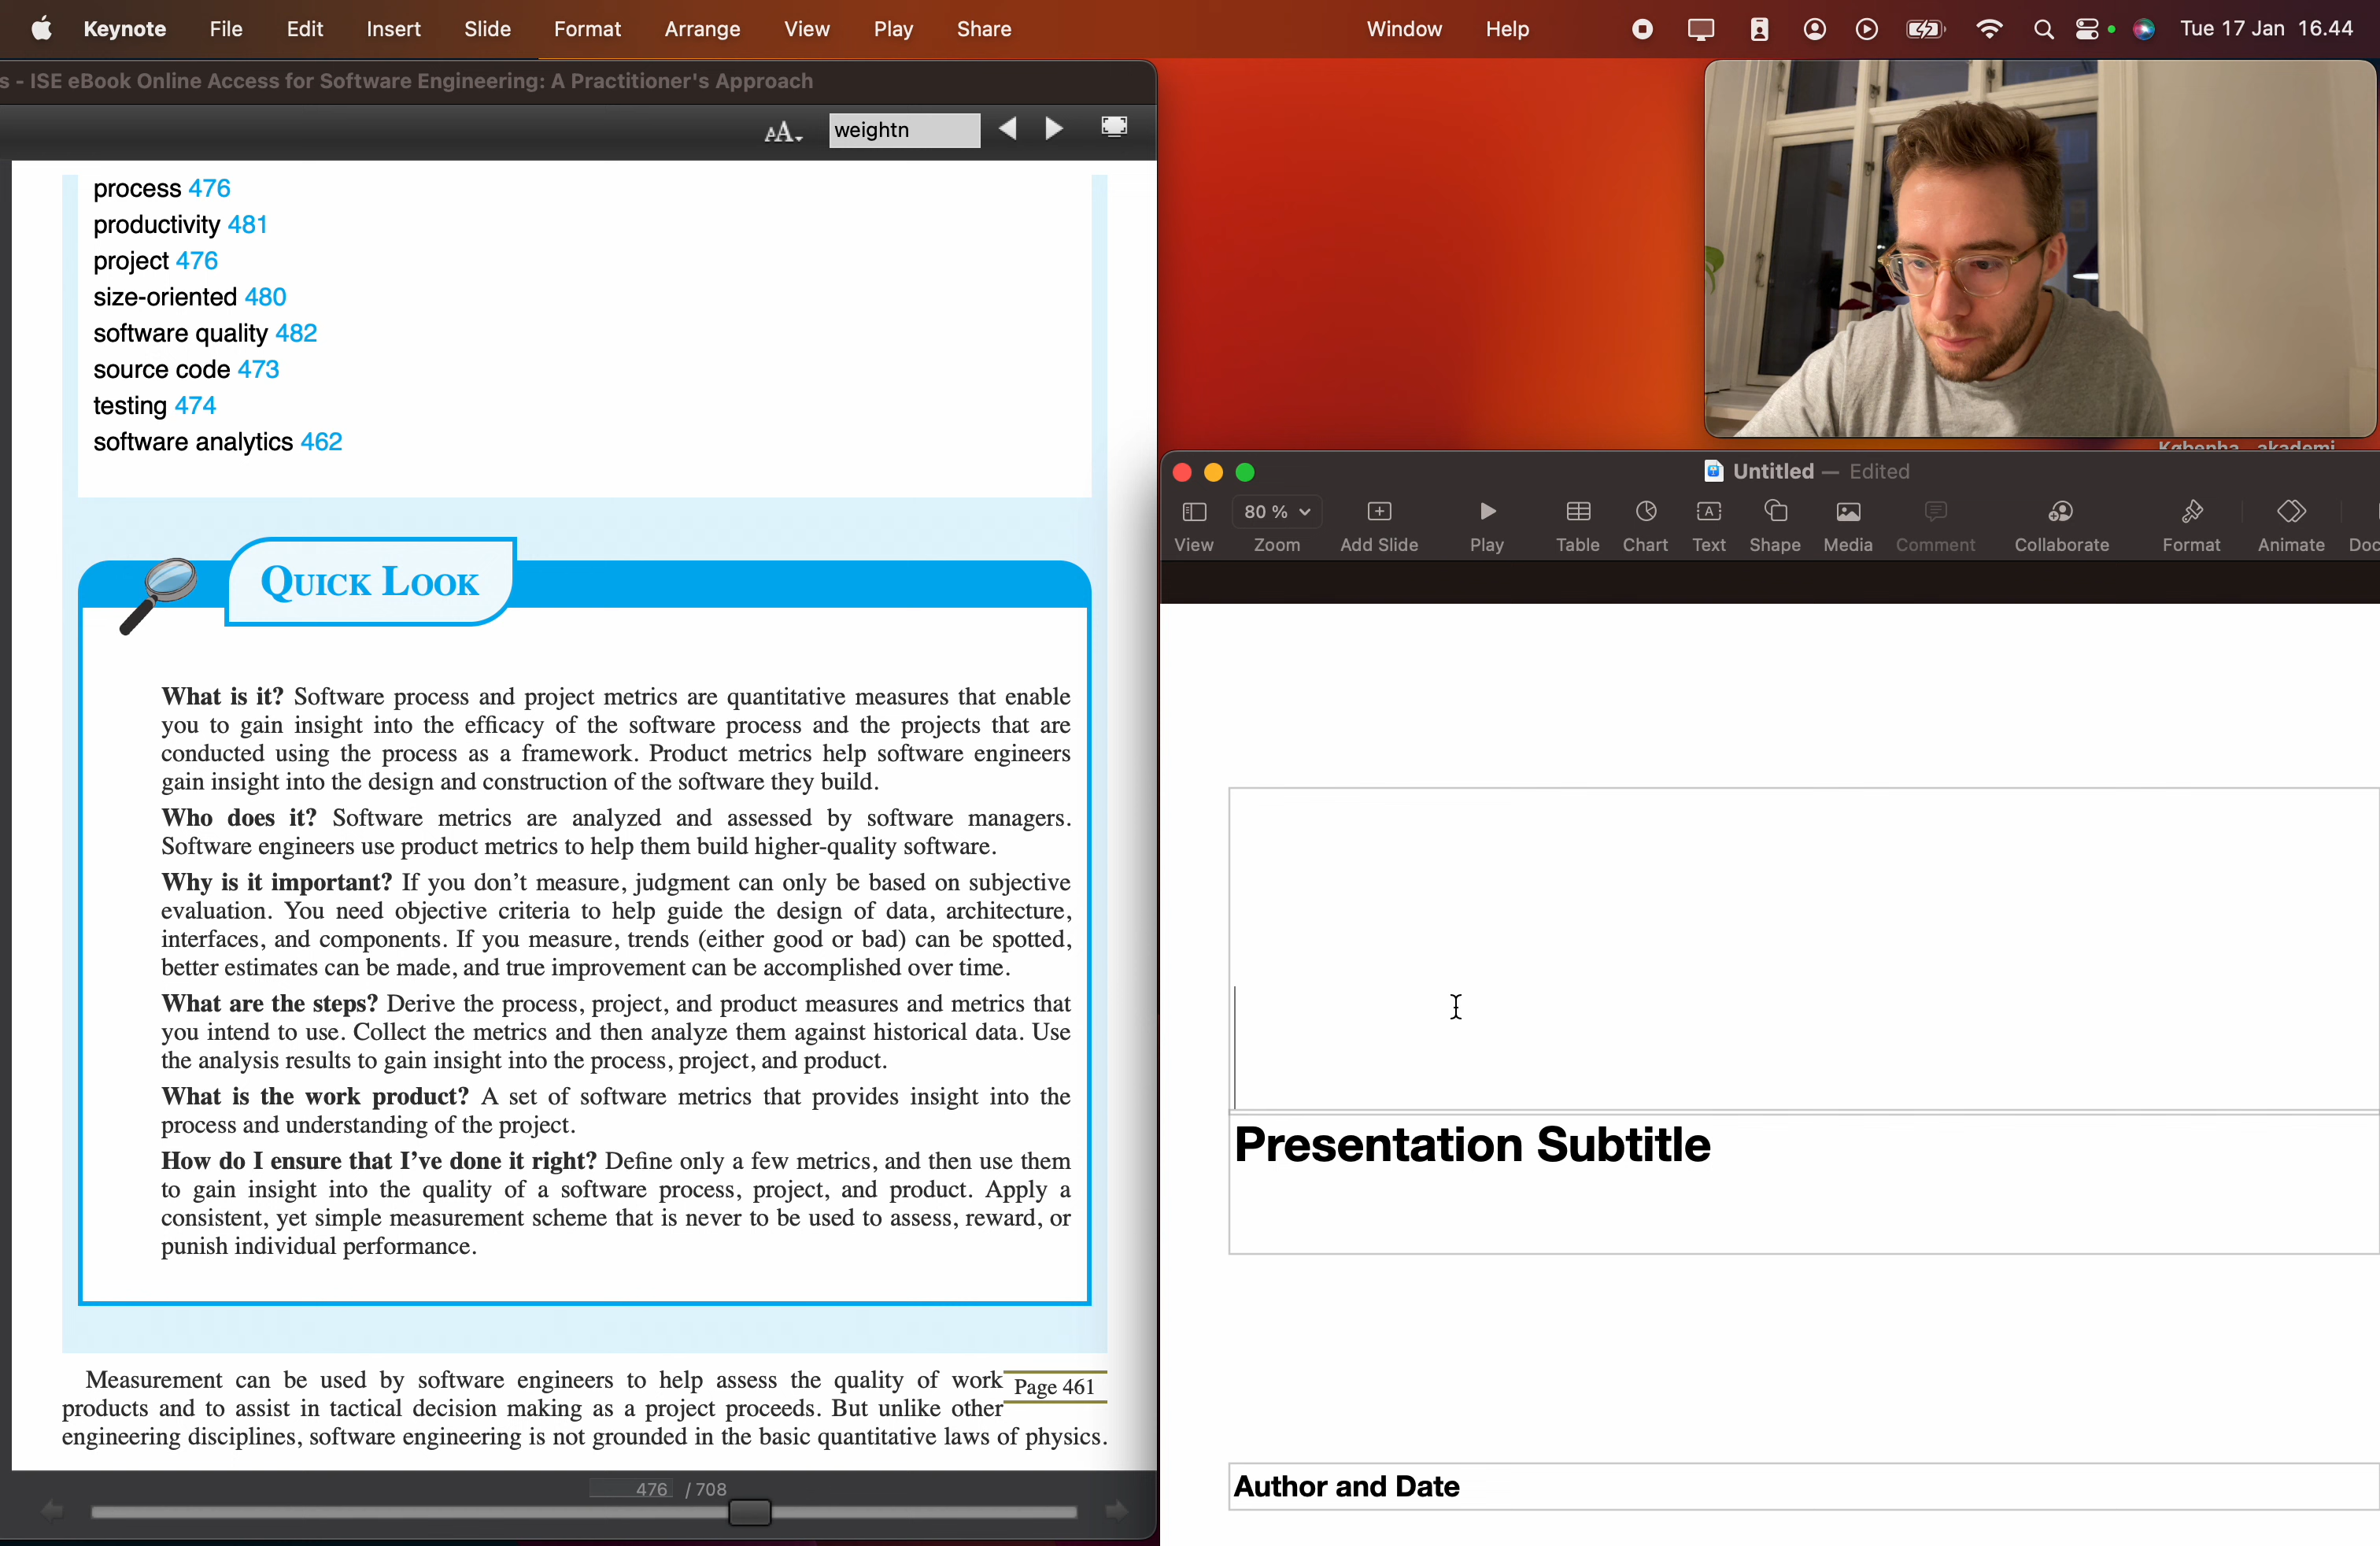 Keynote File Edit Insert Slide Format Arrange View Play Share Window Help Tue 17 Jan 16.44
s - ISE eBook Online Access for Software Engineering: A Practitioner's Approach
AA weightn
process 476
productivity 481
project 476
size-oriented 480
software quality 482
source code 473
testing 474
software analytics 462
QUICK LOOK
What is it? Software process and project metrics are quantitative measures that enable
you to gain insight into the efficacy of the software process and the projects that are
conducted using the process as a framework. Product metrics help software engineers
gain insight into the design and construction of the software they build.
Who does it? Software metrics are analyzed and assessed by software managers.
Software engineers use product metrics to help them build higher-quality software.
Why is it important? If you don’t measure, judgment can only be based on subjective
evaluation. You need objective criteria to help guide the design of data, architecture,
interfaces, and components. If you measure, trends (either good or bad) can be spotted,
better estimates can be made, and true improvement can be accomplished over time.
What are the steps? Derive the process, project, and product measures and metrics that
you intend to use. Collect the metrics and then analyze them against historical data. Use
the analysis results to gain insight into the process, project, and product.
What is the work product? A set of software metrics that provides insight into the
process and understanding of the project.
How do I ensure that I’ve done it right? Define only a few metrics, and then use them
to gain insight into the quality of a software process, project, and product. Apply a
consistent, yet simple measurement scheme that is never to be used to assess, reward, or
punish individual performance.
Measurement can be used by software engineers to help assess the quality of work
Page 461
products and to assist in tactical decision making as a project proceeds. But unlike other
engineering disciplines, software engineering is not grounded in the basic quantitative laws of physics.
476 / 708
Untitled — Edited
80 %
View Zoom Add Slide Play Table Chart Text Shape Media Comment Collaborate Format Animate Doc
Presentation Subtitle
Author and Date